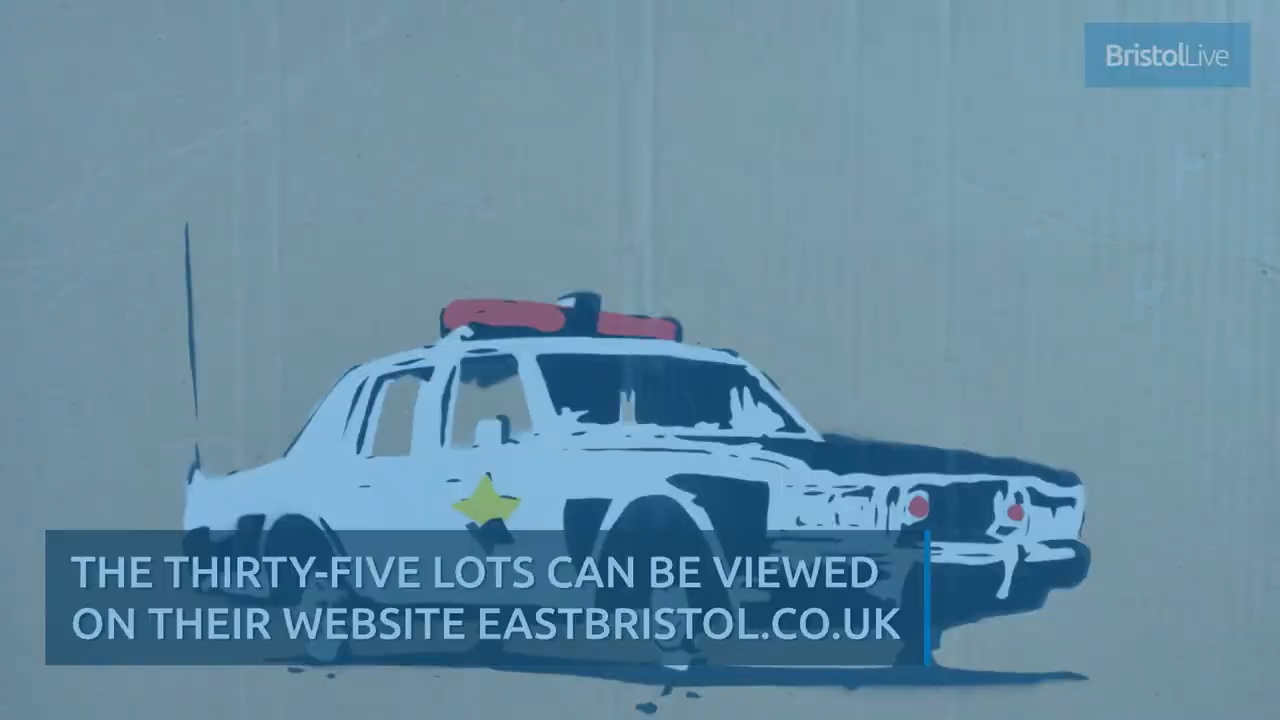 BristolLive
THE THIRTY-FIVE LOTS CAN BE VIEWED
ON THEIR WEBSITE EASTBRISTOL.CO.UK